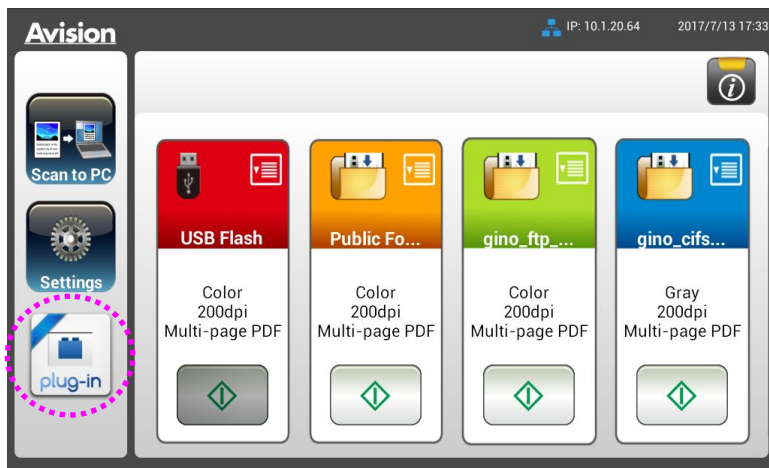 Avision
IP: 10.1.20.64
2017/7/13 17:33
Scan to PC
Settings
plug-in
USB Flash
Color
200dpi
Multi-page PDF
Public Fo...
Color
200dpi
Multi-page PDF
gino_ftp_...
Color
200dpi
Multi-page PDF
gino_cifs...
Gray
200dpi
Multi-page PDF